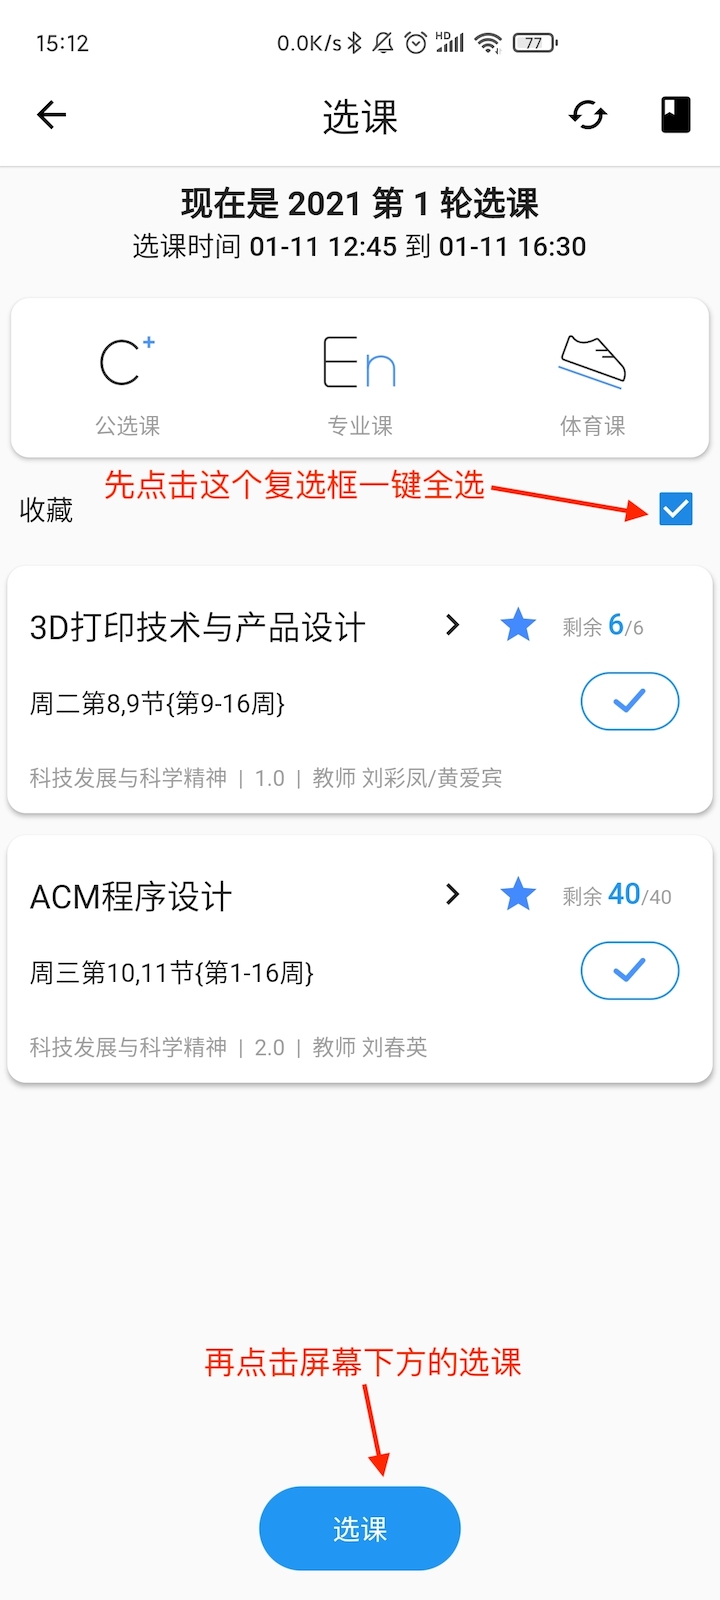 15:12 0.0K/s HD 77
选课
现在是 2021 第 1 轮选课
选课时间 01-11 12:45 到 01-11 16:30
C+ En
公选课 专业课 体育课
先点击这个复选框一键全选
收藏
3D打印技术与产品设计 剩余 6/6
周二第8,9节{第9-16周}
科技发展与科学精神 | 1.0 | 教师 刘彩凤/黄爱宾
ACM程序设计 剩余 40/40
周三第10,11节{第1-16周}
科技发展与科学精神 | 2.0 | 教师 刘春英
再点击屏幕下方的选课
选课